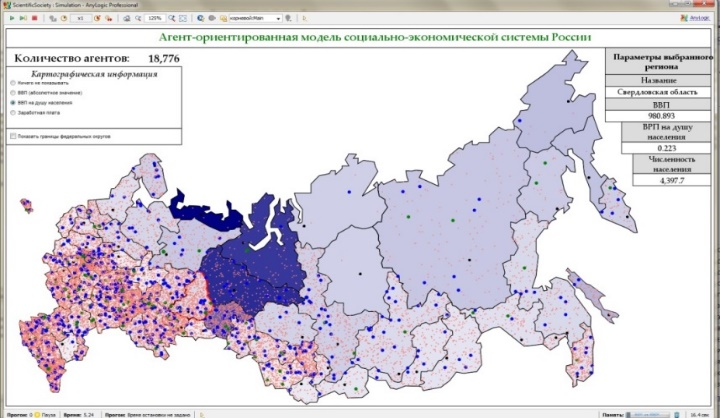 ScientificSociety : Simulation - AnyLogic Professional
x1
125%
корневой:Main
AnyLogic
Агент-ориентированная модель социально-экономической системы России
Количество агентов: 18,776
Картографическая информация
Ничего не показывать
ВВП (абсолютное значение)
ВВП на душу населения
Заработная плата
Показать границы федеральных округов
Параметры выбранного
региона
Название
Свердловская область
ВВП
980.893
ВРП на душу
населения
0.223
Численность
населения
4,397.7
Прогон: 0 Пауза Время: 5.24 Прогон: Время остановки не задано Память: 16.4 сек